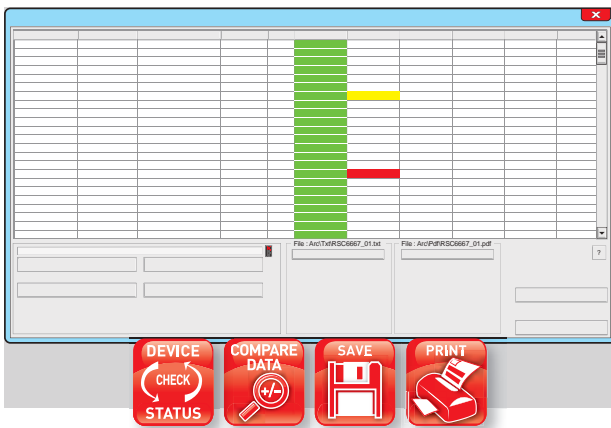 File : Arc\Txt\RSC6667_01.txt
File : Arc\Pdf\RSC6667_01.pdf
?
DEVICE
CHECK
STATUS
COMPARE
DATA
+/-
SAVE
PRINT